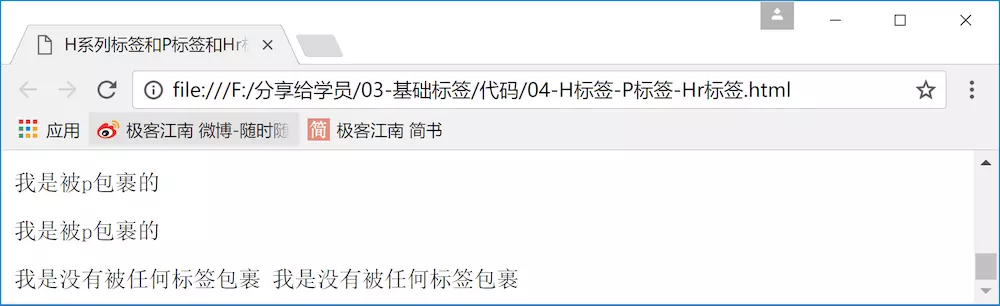 H系列标签和P标签和Hr
file:///F:/分享给学员/03-基础标签/代码/04-H标签-P标签-Hr标签.html
应用 极客江南 微博-随时随 简 极客江南 简书
我是被p包裹的
我是被p包裹的
我是没有被任何标签包裹 我是没有被任何标签包裹